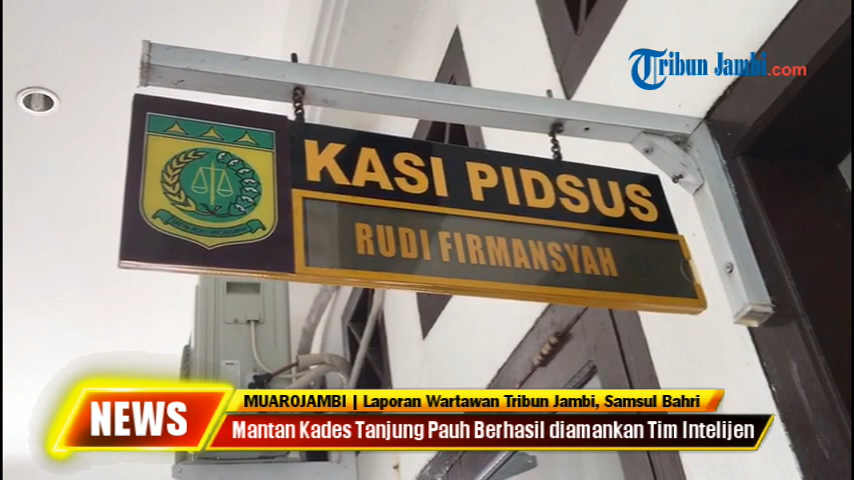 Tribun Jambi.com
KASI PIDSUS
RUDI FIRMANSYAH
NEWS
MUAROJAMBI | Laporan Wartawan Tribun Jambi, Samsul Bahri
Mantan Kades Tanjung Pauh Berhasil diamankan Tim Intelijen